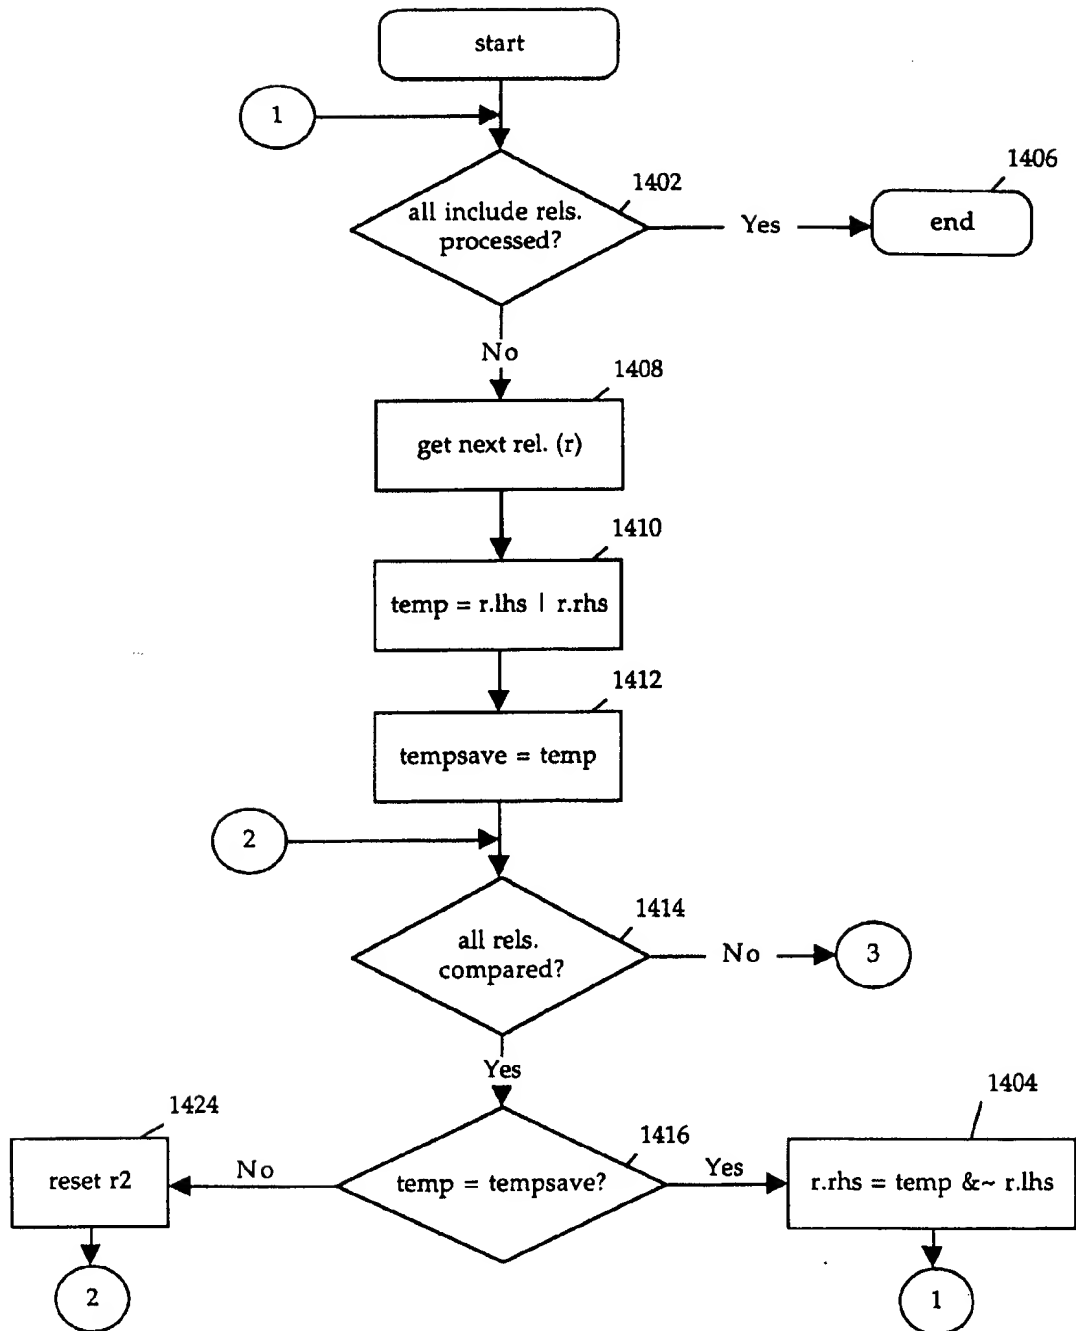 start
1
1402
1406
all include rels.
processed?
Yes
end
No
1408
get next rel. (r)
1410
temp = r.lhs | r.rhs
1412
tempsave = temp
2
1414
all rels.
compared?
No
3
Yes
1424
1404
1416
reset r2
No
temp = tempsave?
Yes
r.rhs = temp &~ r.lhs
2
1